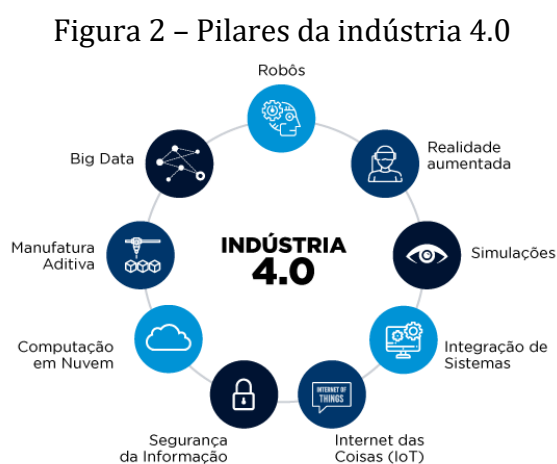 Figura 2 – Pilares da indústria 4.0
Robôs
Realidade
aumentada
Simulações
Integração de
Sistemas
INTERNET OF
THINGS
Internet das
Coisas (IoT)
Segurança
da Informação
Computação
em Nuvem
Manufatura
Aditiva
Big Data
INDÚSTRIA
4.0